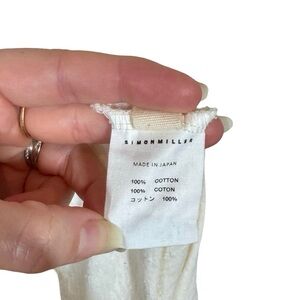 SIMONMILLER
MADE IN JAPAN
100% COTTON
100% COTON
コットン 100%